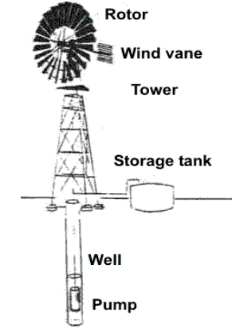 Rotor
Wind vane
Tower
Storage tank
Well
Pump